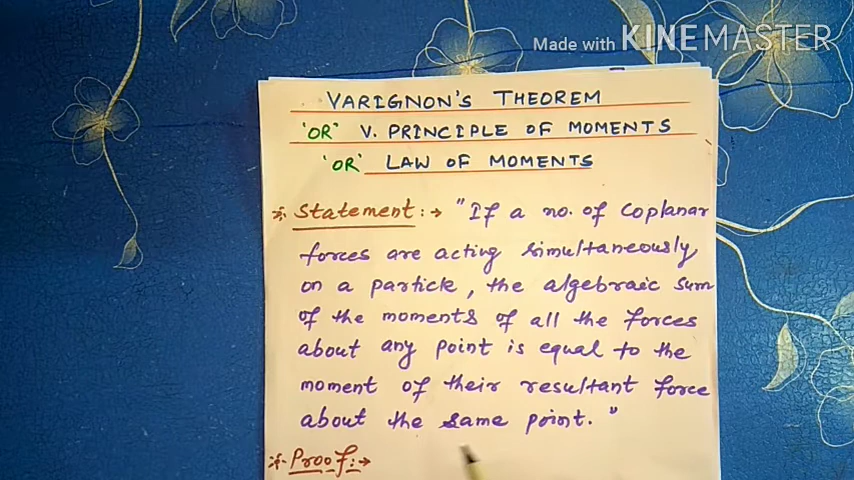 Made with KINEMASTER
VARIGNON'S THEOREM
'OR' V. PRINCIPLE OF MOMENTS
'OR' LAW OF MOMENTS
Statement:→ "If a no. of coplanar
forces are acting simultaneously
on a particle, the algebraic sum
of the moments of all the forces
about any point is equal to the
moment of their resultant force
about the same point."
Proof:→